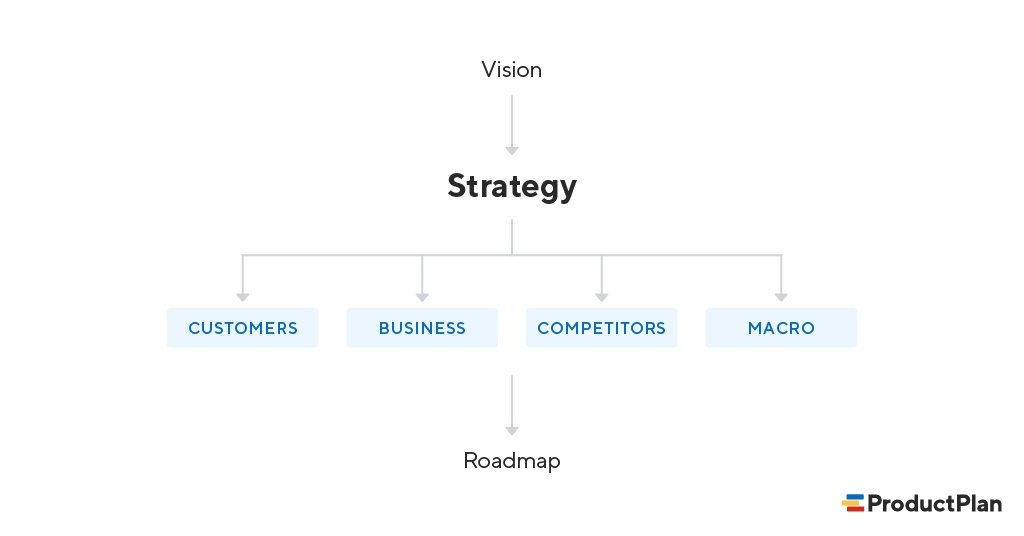 Vision
Strategy
CUSTOMERS BUSINESS COMPETITORS MACRO
Roadmap
ProductPlan